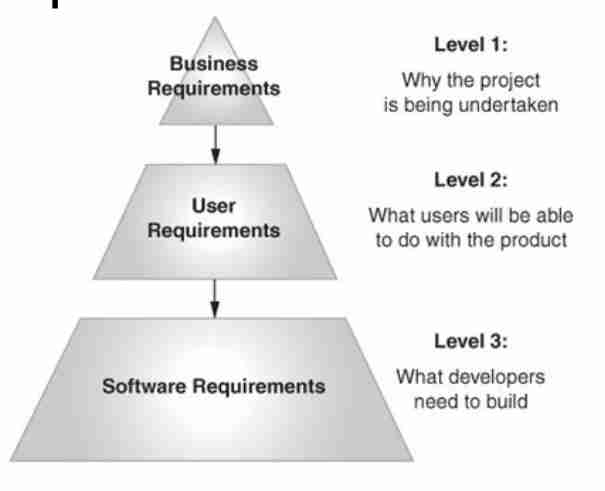 Business
Requirements
Level 1:
Why the project
is being undertaken
User
Requirements
Level 2:
What users will be able
to do with the product
Software Requirements
Level 3:
What developers
need to build